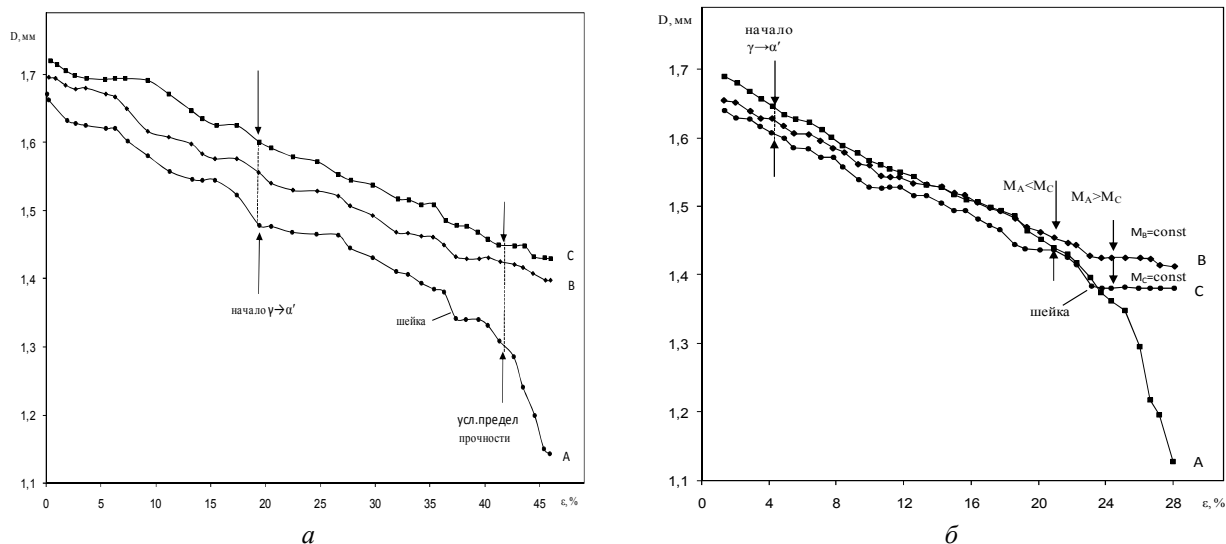 D, мм
1,7
1,6
1,5
1,4
1,3
1,2
1,1
0 5 10 15 20 25 30 35 40 45 ε, %
начало γ→α′
шейка
усл.предел
прочности
C
B
A
а
D, мм
1,7
1,6
1,5
1,4
1,3
1,2
1,1
0 4 8 12 16 20 24 28 ε, %
начало
γ→α′
M_A<M_C
M_A>M_C
M_B=const
M_C=const
шейка
B
C
A
б